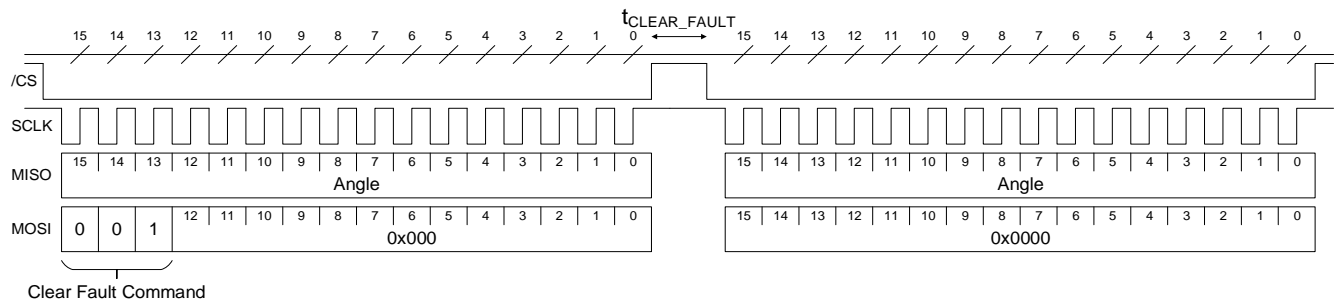 tCLEAR_FAULT
15 14 13 12 11 10 9 8 7 6 5 4 3 2 1 0 15 14 13 12 11 10 9 8 7 6 5 4 3 2 1 0
/CS
SCLK
15 14 13 12 11 10 9 8 7 6 5 4 3 2 1 0 15 14 13 12 11 10 9 8 7 6 5 4 3 2 1 0
MISO
Angle Angle
12 11 10 9 8 7 6 5 4 3 2 1 0 15 14 13 12 11 10 9 8 7 6 5 4 3 2 1 0
MOSI 0 0 1
0x000 0x0000
Clear Fault Command